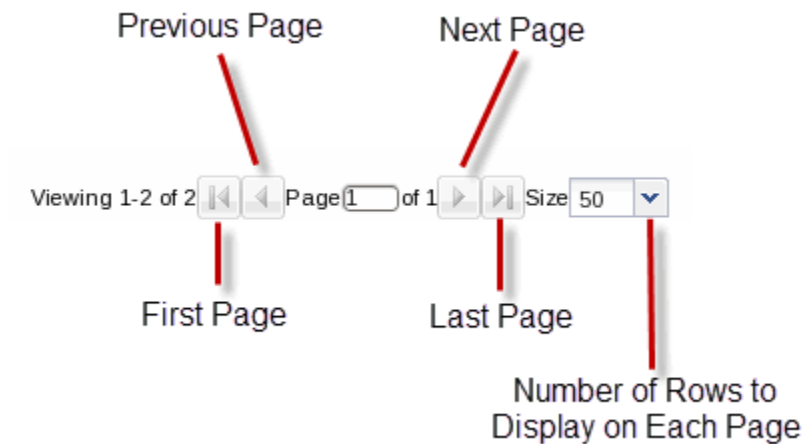 Previous Page
Next Page
Viewing 1-2 of 2 Page 1 of 1 Size 50
First Page
Last Page
Number of Rows to
Display on Each Page